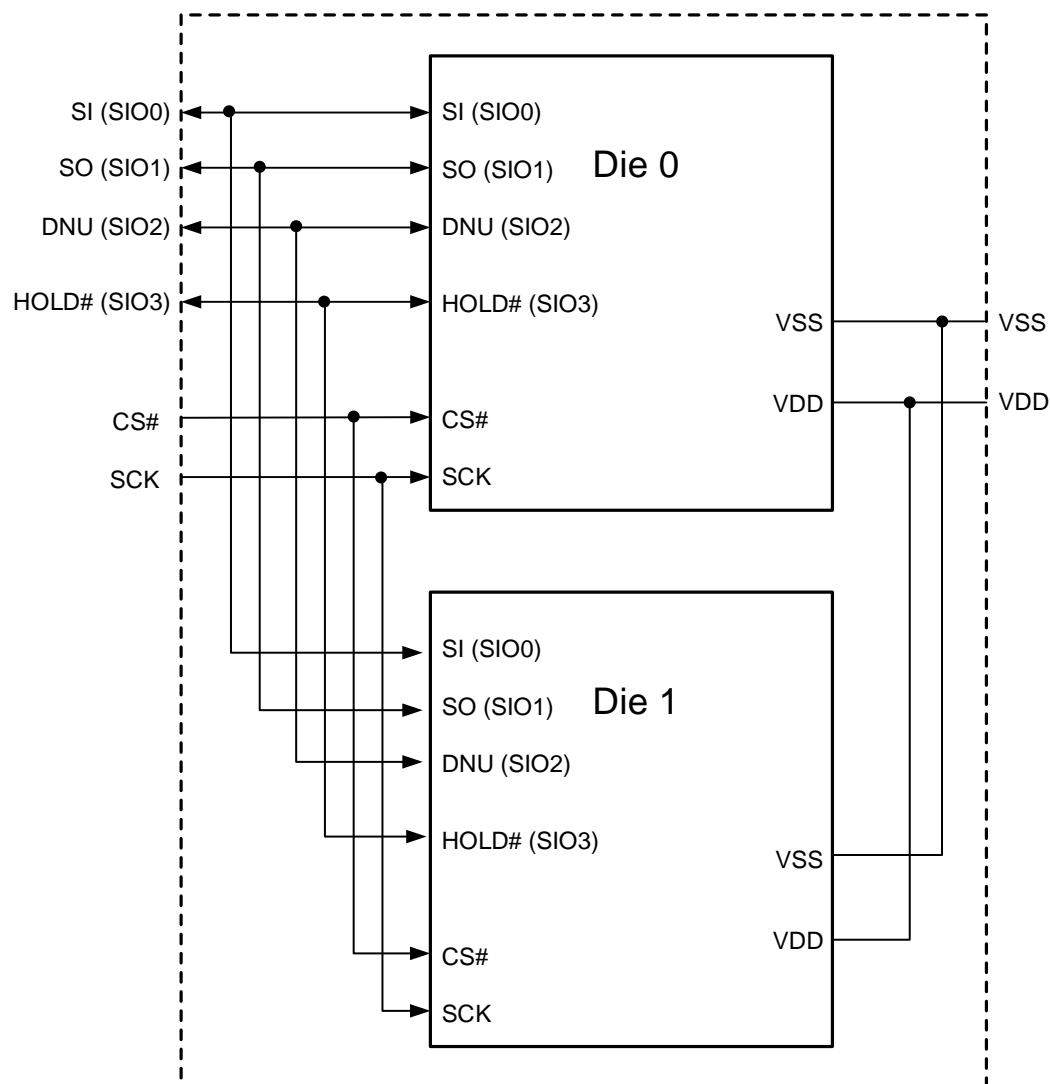 SI (SIO0)
SO (SIO1)
DNU (SIO2)
HOLD# (SIO3)
CS#
SCK
Die 0
SI (SIO0)
SO (SIO1)
DNU (SIO2)
HOLD# (SIO3)
CS#
SCK
VSS
VDD
VSS
VDD
Die 1
SI (SIO0)
SO (SIO1)
DNU (SIO2)
HOLD# (SIO3)
CS#
SCK
VSS
VDD